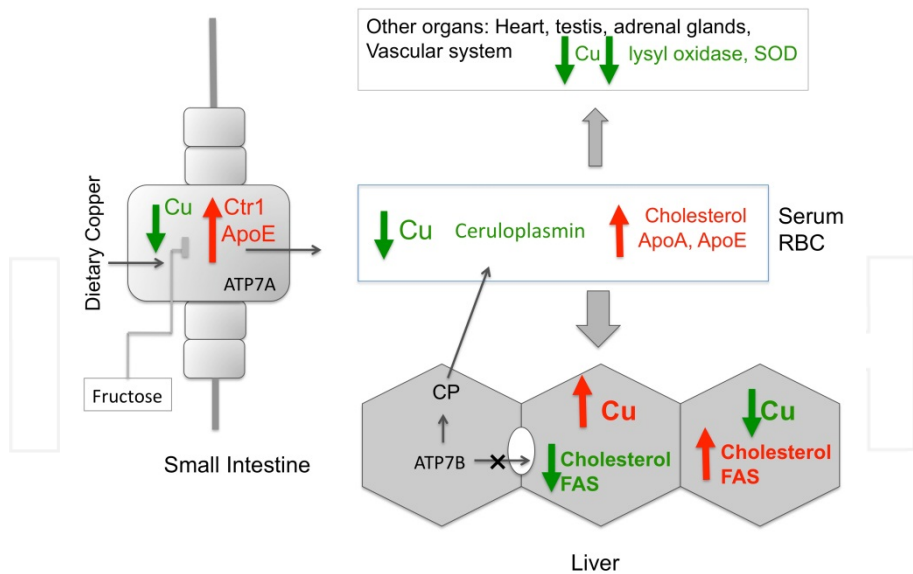 Other organs: Heart, testis, adrenal glands,
Vascular system
Cu lysyl oxidase, SOD
Dietary Copper
Cu
Ctr1
ApoE
ATP7A
Fructose
Small Intestine
Cu
Ceruloplasmin
Cholesterol
ApoA, ApoE
Serum
RBC
CP
ATP7B
Cu
Cholesterol
FAS
Cu
Cholesterol
FAS
Liver